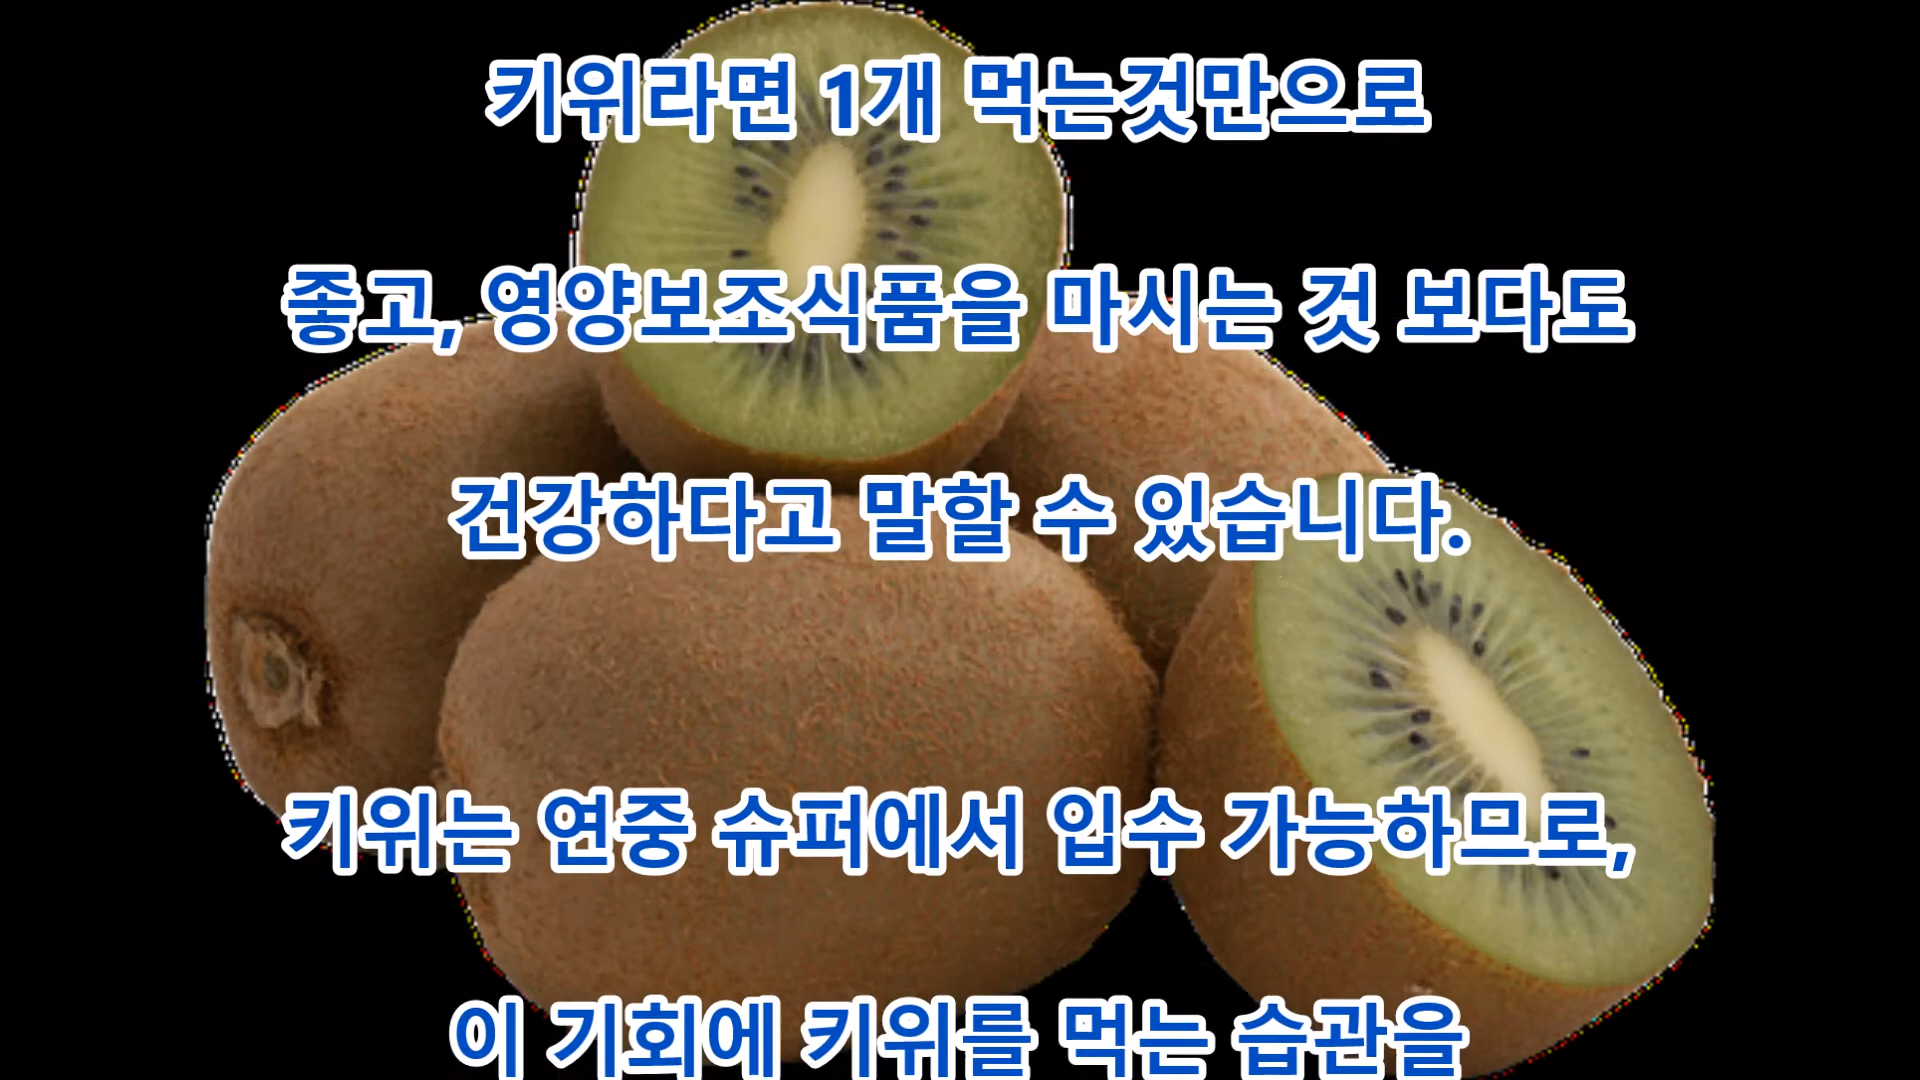 키위라면 1개 먹는것만으로
좋고, 영양보조식품을 마시는 것 보다도
건강하다고 말할 수 있습니다.
키위는 연중 슈퍼에서 입수 가능하므로,
이 기회에 키위를 먹는 습관을